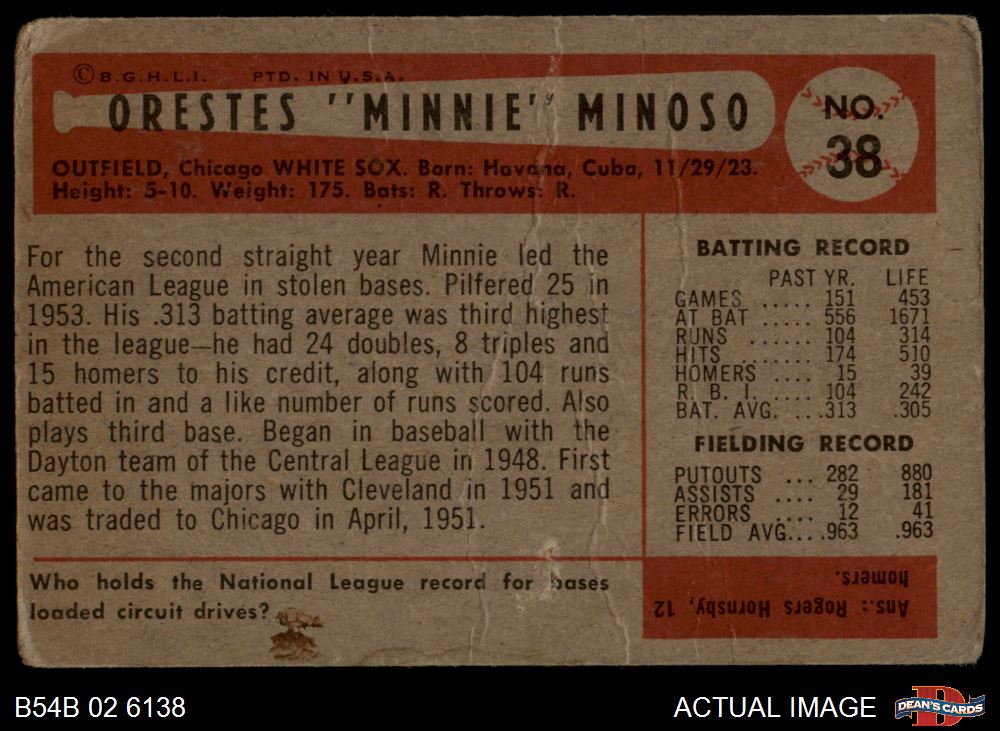 © B.G.H.L.I. PTD. IN U.S.A.
ORESTES "MINNIE" MINOSO
NO.
38
OUTFIELD, Chicago WHITE SOX. Born: Havana, Cuba, 11/29/23.
Height: 5-10. Weight: 175. Bats: R. Throws: R.
For the second straight year Minnie led the
American League in stolen bases. Pilfered 25 in
1953. His .313 batting average was third highest
in the league—he had 24 doubles, 8 triples and
15 homers to his credit, along with 104 runs
batted in and a like number of runs scored. Also
plays third base. Began in baseball with the
Dayton team of the Central League in 1948. First
came to the majors with Cleveland in 1951 and
was traded to Chicago in April, 1951.
BATTING RECORD
PAST YR. LIFE
GAMES ..... 151 453
AT BAT ..... 556 1671
RUNS ...... 104 314
HITS ....... 174 510
HOMERS .... 15 39
R. B. I. .... 104 242
BAT. AVG. ...313 .305
FIELDING RECORD
PUTOUTS ... 282 880
ASSISTS .... 29 181
ERRORS .... 12 41
FIELD AVG....963 .963
Who holds the National League record for bases
loaded circuit drives?
Ans.: Rogers Hornsby, 12
homers.
B54B 02 6138
ACTUAL IMAGE
D
DEAN'S CARDS